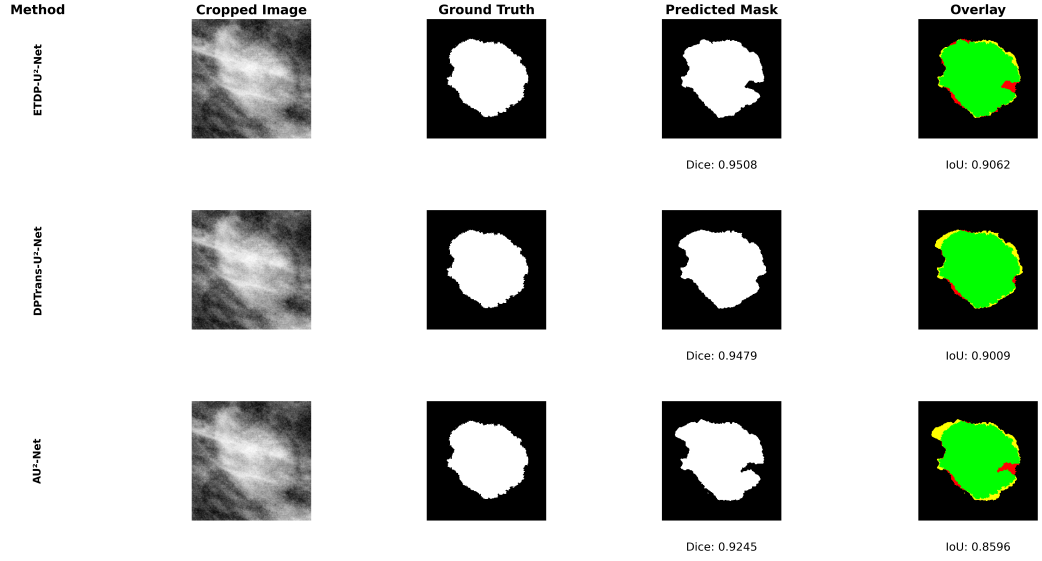 Method Cropped Image Ground Truth Predicted Mask Overlay
ETDP-U²-Net
Dice: 0.9508 IoU: 0.9062
DPTrans-U²-Net
Dice: 0.9479 IoU: 0.9009
AU²-Net
Dice: 0.9245 IoU: 0.8596